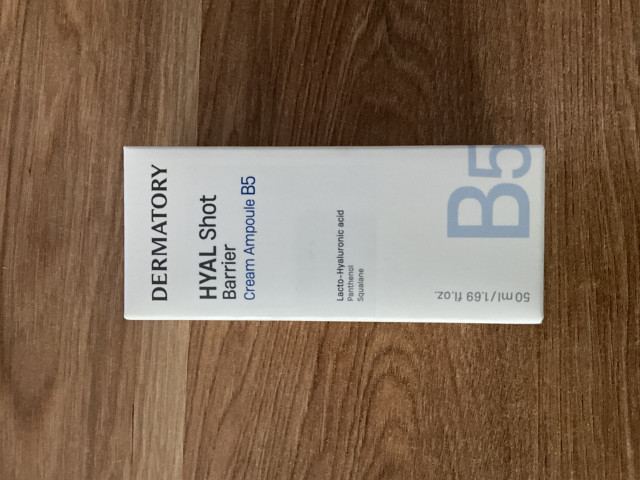 DERMATORY
HYAL Shot
Barrier
Cream Ampoule B5
Lacto-Hyaluronic acid
Panthenol
Squalane
B5
50 ml/1.69 fl.oz.